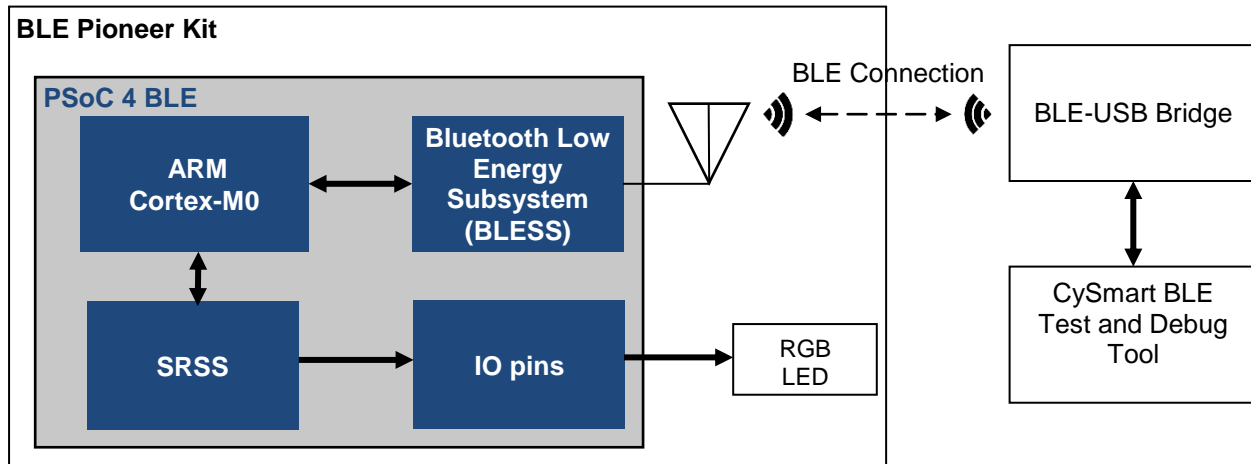 BLE Pioneer Kit
PSoC 4 BLE
ARM
Cortex-M0
Bluetooth Low
Energy
Subsystem
(BLESS)
SRSS
IO pins
RGB
LED
BLE Connection
BLE-USB Bridge
CySmart BLE
Test and Debug
Tool